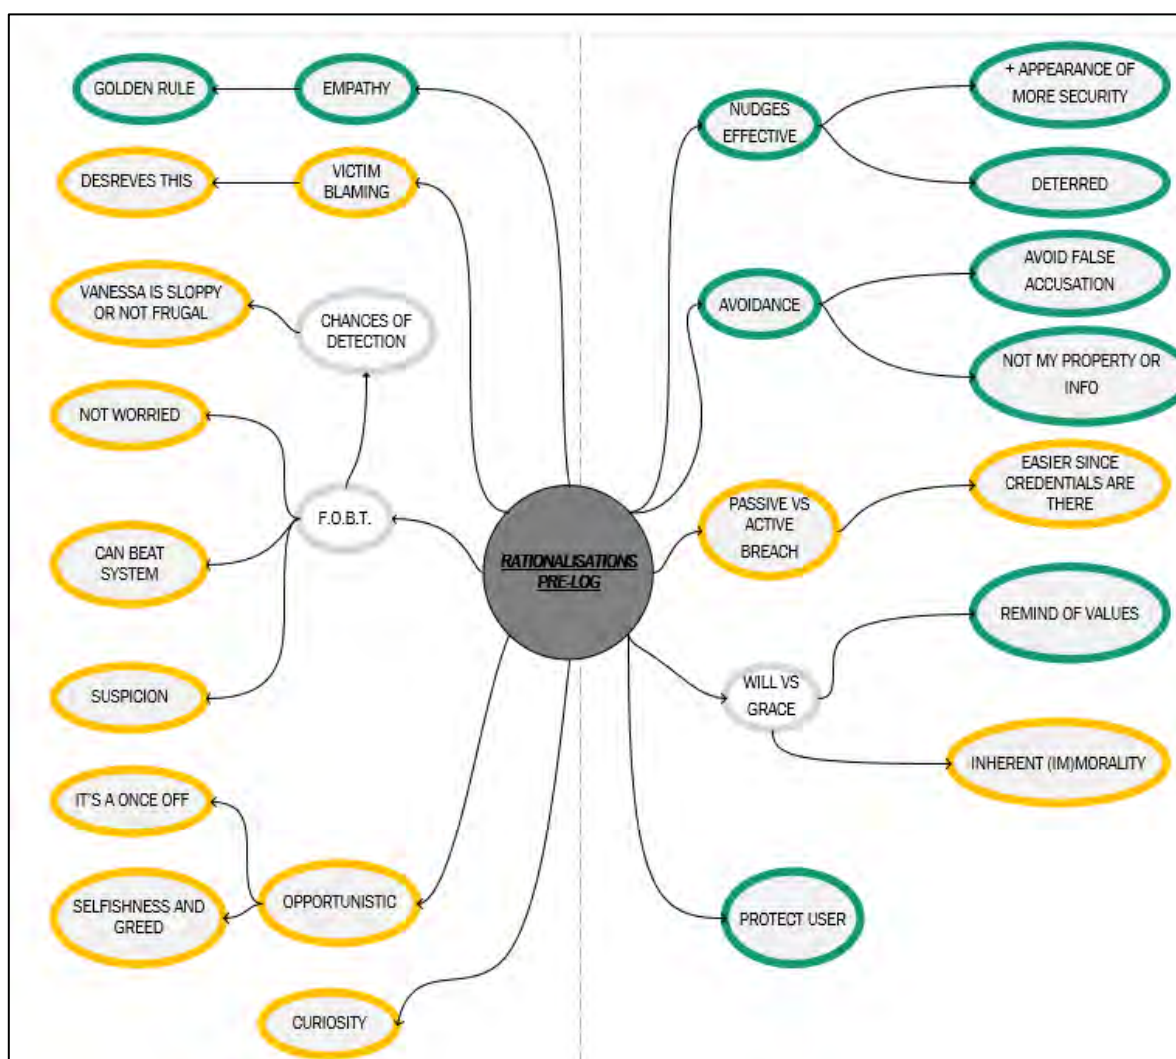 GOLDEN RULE
EMPATHY
DESREVES THIS
VICTIM
BLAMING
VANESSA IS SLOPPY
OR NOT FRUGAL
CHANCES OF
DETECTION
NOT WORRIED
F.O.B.T.
CAN BEAT
SYSTEM
SUSPICION
IT'S A ONCE OFF
SELFISHNESS AND
GREED
OPPORTUNISTIC
CURIOSITY
RATIONALISATIONS
PRE-LOG
NUDGES
EFFECTIVE
+ APPEARANCE OF
MORE SECURITY
DETERRED
AVOIDANCE
AVOID FALSE
ACCUSATION
NOT MY PROPERTY OR
INFO
PASSIVE VS
ACTIVE
BREACH
EASIER SINCE
CREDENTIALS ARE
THERE
WILL VS
GRACE
REMIND OF VALUES
INHERENT (IM)MORALITY
PROTECT USER